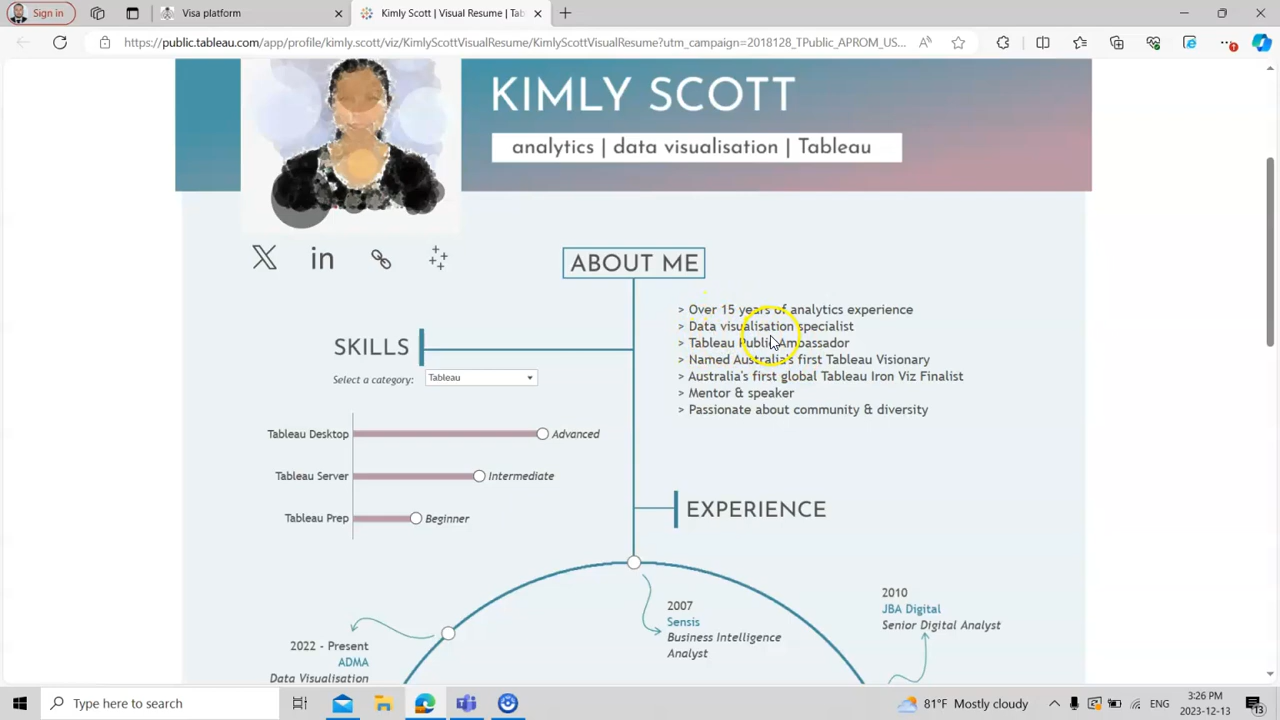 Sign in
Visa platform
Kimly Scott | Visual Resume | Tab
https://public.tableau.com/app/profile/kimly.scott/viz/KimlyScottVisualResume/KimlyScottVisualResume?utm_campaign=2018128_TPublic_APROM_US...
KIMLY SCOTT
analytics | data visualisation | Tableau
ABOUT ME
> Over 15 years of analytics experience
> Data visualisation specialist
> Tableau Public Ambassador
> Named Australia's first Tableau Visionary
> Australia's first global Tableau Iron Viz Finalist
> Mentor & speaker
> Passionate about community & diversity
SKILLS
Select a category:
Tableau
Tableau Desktop
Advanced
Tableau Server
Intermediate
Tableau Prep
Beginner
EXPERIENCE
2007
Sensis
Business Intelligence
Analyst
2010
JBA Digital
Senior Digital Analyst
2022 - Present
ADMA
Data Visualisation
Type here to search
81°F Mostly cloudy
ENG
3:26 PM
2023-12-13
13